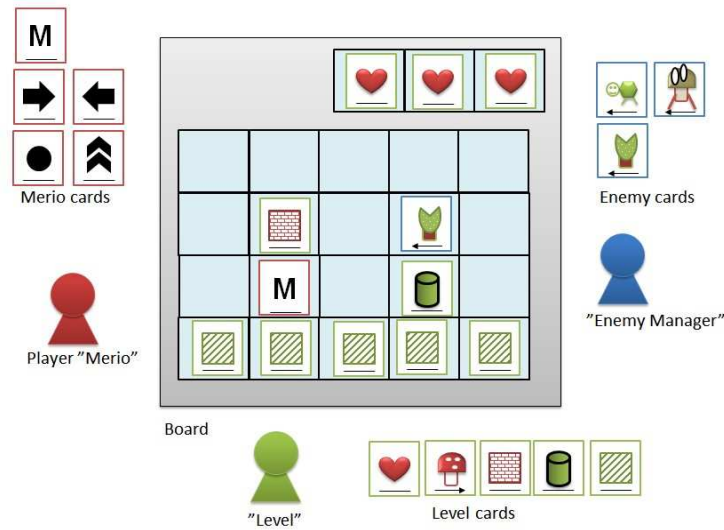 M
Merio cards
Enemy cards
M
Player ”Merio”
”Enemy Manager”
Board
”Level”
Level cards